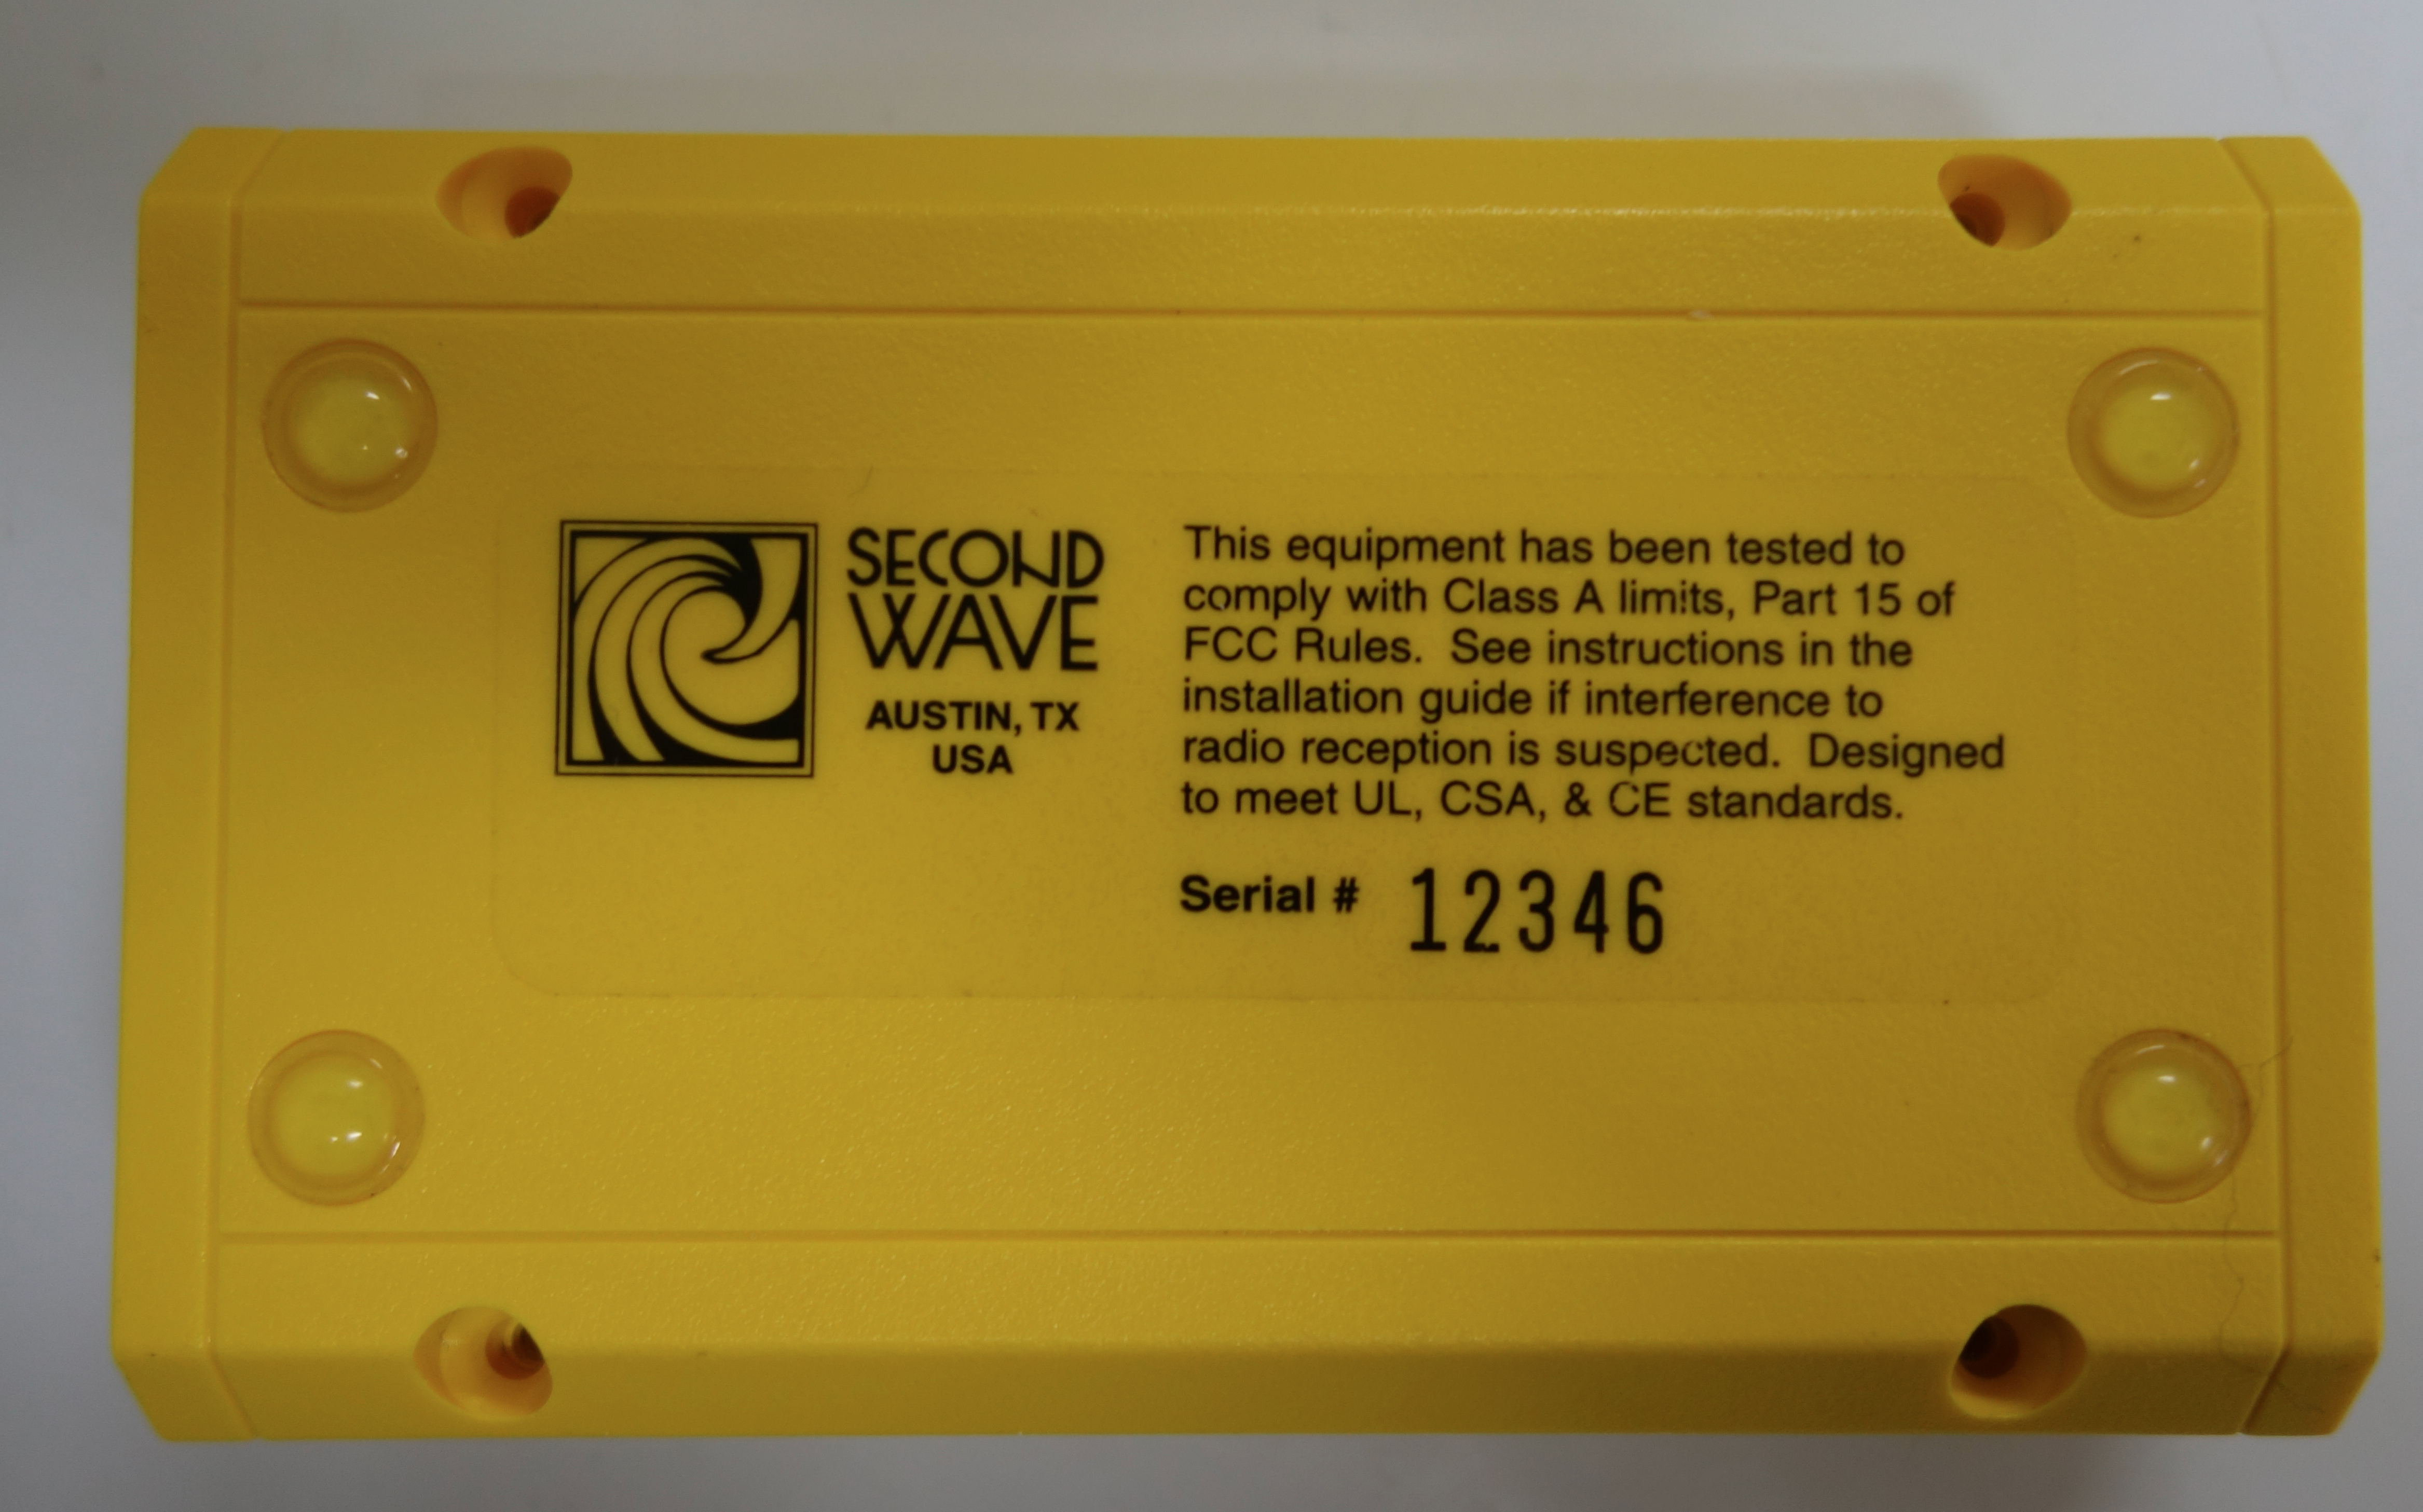 SECOND
WAVE
AUSTIN, TX
USA
This equipment has been tested to
comply with Class A limits, Part 15 of
FCC Rules. See instructions in the
installation guide if interference to
radio reception is suspected. Designed
to meet UL, CSA, & CE standards.
Serial # 12346